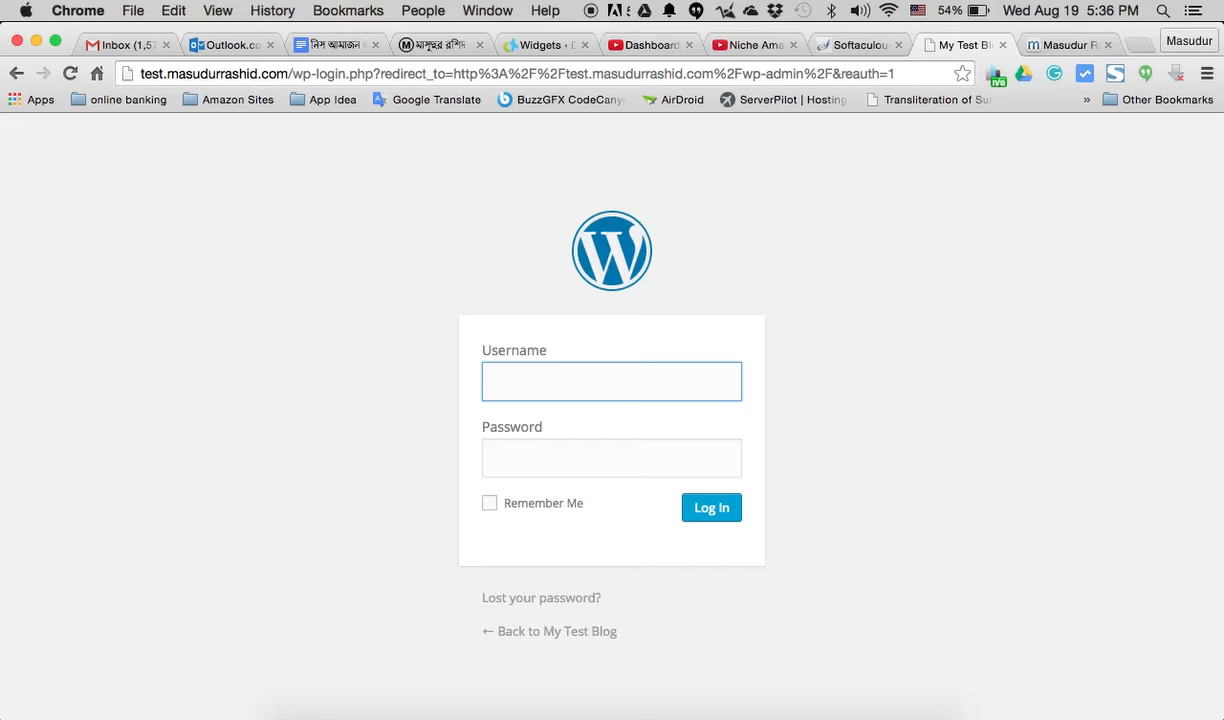 Chrome File Edit View History Bookmarks People Window Help 54% Wed Aug 19 5:36 PM
Inbox (1,57 Outlook.co নিস আমাজন মাসুদুর রশিদ Widgets ‹ Dashboard Niche Ama Softaculou My Test Bl Masudur R Masudur
test.masudurrashid.com/wp-login.php?redirect_to=http%3A%2F%2Ftest.masudurrashid.com%2Fwp-admin%2F&reauth=1
n/a
Apps online banking Amazon Sites App Idea Google Translate BuzzGFX CodeCany AirDroid ServerPilot | Hosting Transliteration of Su » Other Bookmarks
Username
Password
Remember Me Log In
Lost your password?
← Back to My Test Blog